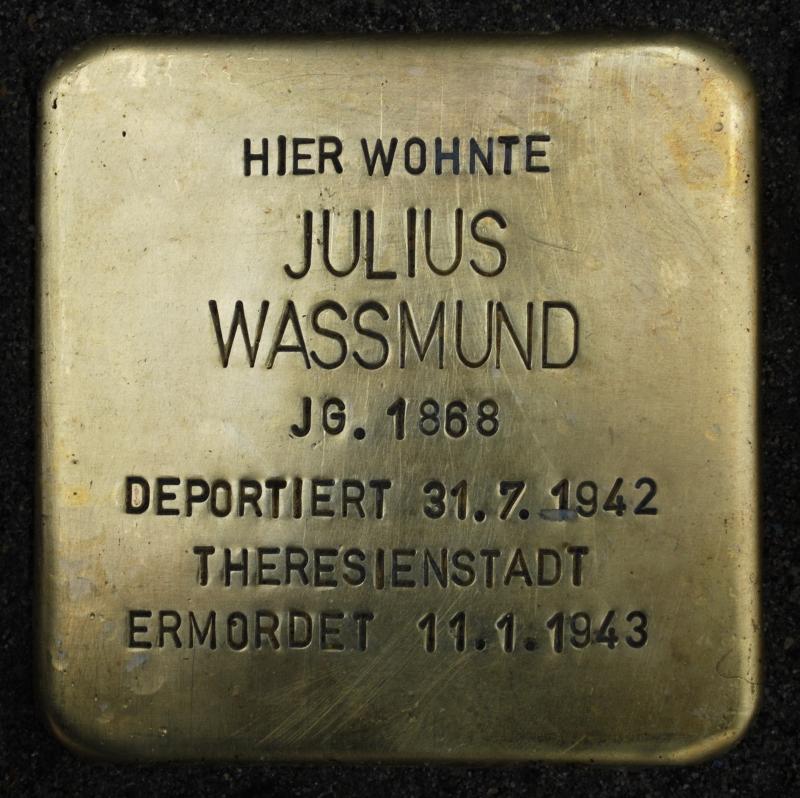 HIER WOHNTE
JULIUS
WASSMUND
JG. 1868
DEPORTIERT 31.7.1942
THERESIENSTADT
ERMORDET 11.1.1943